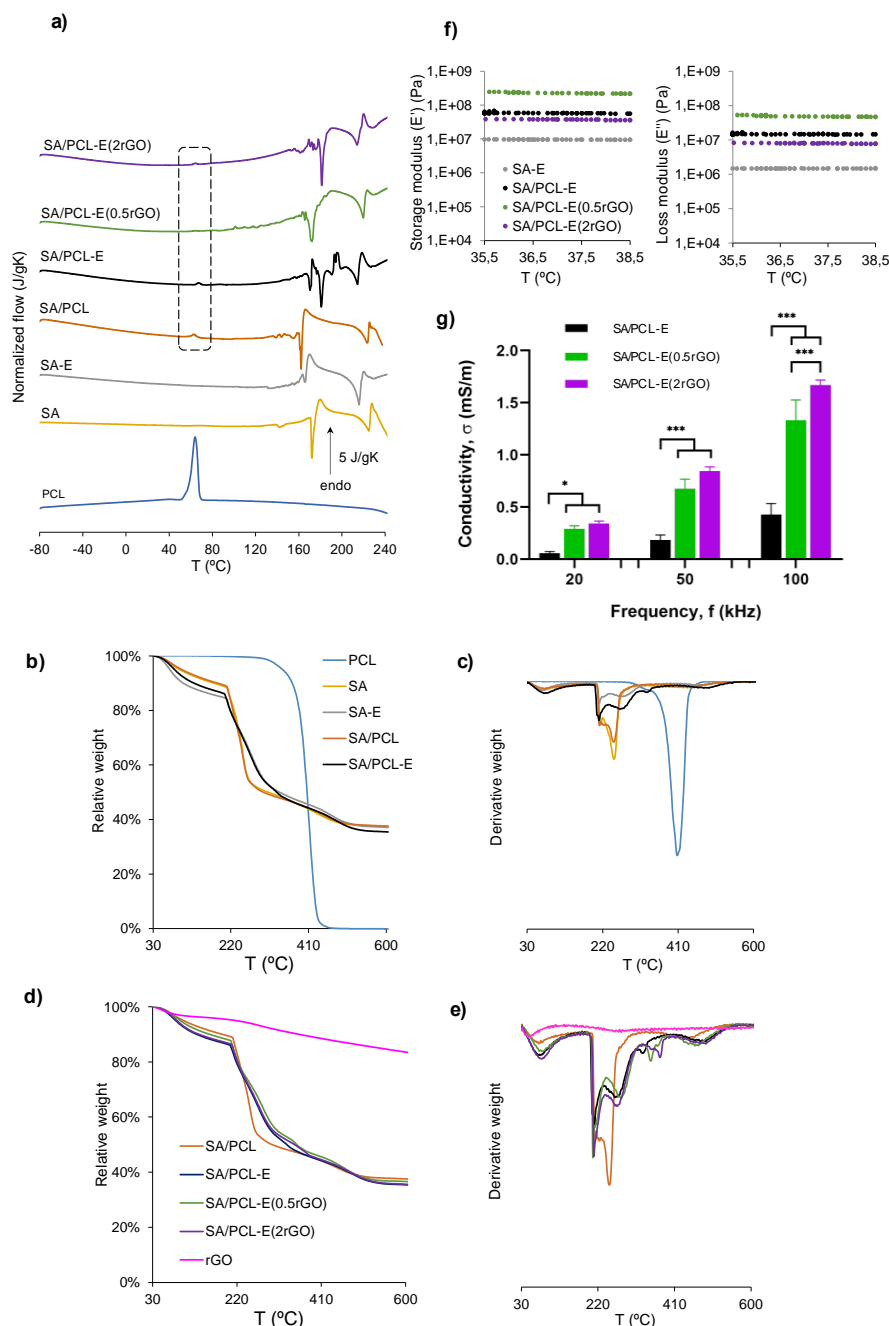 a)
SA/PCL-E(2rGO)
SA/PCL-E(0.5rGO)
SA/PCL-E
SA/PCL
SA-E
SA
PCL
5 J/gK
endo
Normalized flow (J/gK)
-80 -40 0 40 80 120 160 200 240
T (ºC)
f)
1,E+09
1,E+08
1,E+07
1,E+06
1,E+05
1,E+04
Storage modulus (E') (Pa)
SA-E
SA/PCL-E
SA/PCL-E(0.5rGO)
SA/PCL-E(2rGO)
35,5 36,5 37,5 38,5
T (ºC)
1,E+09
1,E+08
1,E+07
1,E+06
1,E+05
1,E+04
Loss modulus (E'') (Pa)
35,5 36,5 37,5 38,5
T (ºC)
g)
SA/PCL-E
SA/PCL-E(0.5rGO)
SA/PCL-E(2rGO)
***
***
***
*
2.0
1.5
1.0
0.5
0.0
Conductivity, σ (mS/m)
20 50 100
Frequency, f (kHz)
b)
100%
80%
60%
40%
20%
0%
Relative weight
PCL
SA
SA-E
SA/PCL
SA/PCL-E
30 220 410 600
T (ºC)
c)
Derivative weight
30 220 410 600
T (ºC)
d)
100%
80%
60%
40%
20%
0%
Relative weight
SA/PCL
SA/PCL-E
SA/PCL-E(0.5rGO)
SA/PCL-E(2rGO)
rGO
30 220 410 600
T (ºC)
e)
Derivative weight
30 220 410 600
T (ºC)